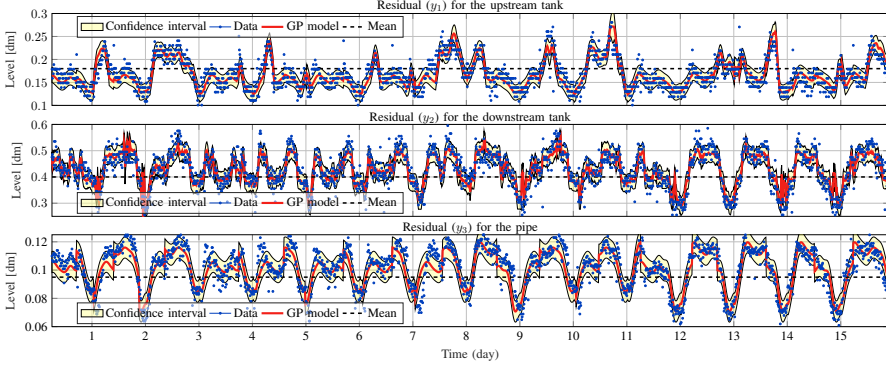 Residual (y1) for the upstream tank
Confidence interval Data GP model Mean
Level [dm]
0.3
0.25
0.2
0.15
0.1
Residual (y2) for the downstream tank
Level [dm]
0.6
0.5
0.4
0.3
Confidence interval Data GP model Mean
Residual (y3) for the pipe
Level [dm]
0.12
0.1
0.08
0.06
Confidence interval Data GP model Mean
1 2 3 4 5 6 7 8 9 10 11 12 13 14 15
Time (day)